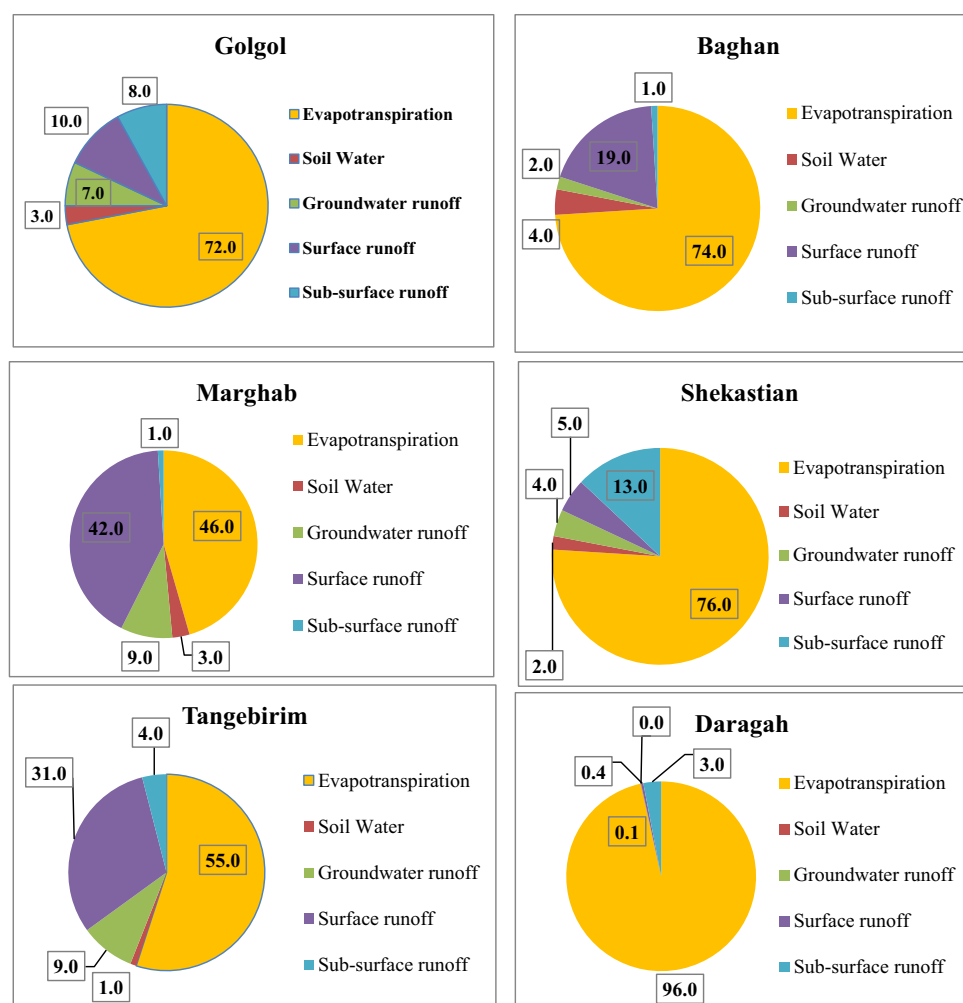 Golgol
8.0
10.0
7.0
3.0
72.0
Evapotranspiration
Soil Water
Groundwater runoff
Surface runoff
Sub-surface runoff
Baghan
1.0
19.0
2.0
4.0
74.0
Evapotranspiration
Soil Water
Groundwater runoff
Surface runoff
Sub-surface runoff
Marghab
1.0
42.0
46.0
9.0
3.0
Evapotranspiration
Soil Water
Groundwater runoff
Surface runoff
Sub-surface runoff
Shekastian
5.0
4.0
13.0
76.0
2.0
Evapotranspiration
Soil Water
Groundwater runoff
Surface runoff
Sub-surface runoff
Tangebirim
4.0
31.0
55.0
9.0
1.0
Evapotranspiration
Soil Water
Groundwater runoff
Surface runoff
Sub-surface runoff
Daragah
0.0
0.4
3.0
0.1
96.0
Evapotranspiration
Soil Water
Groundwater runoff
Surface runoff
Sub-surface runoff